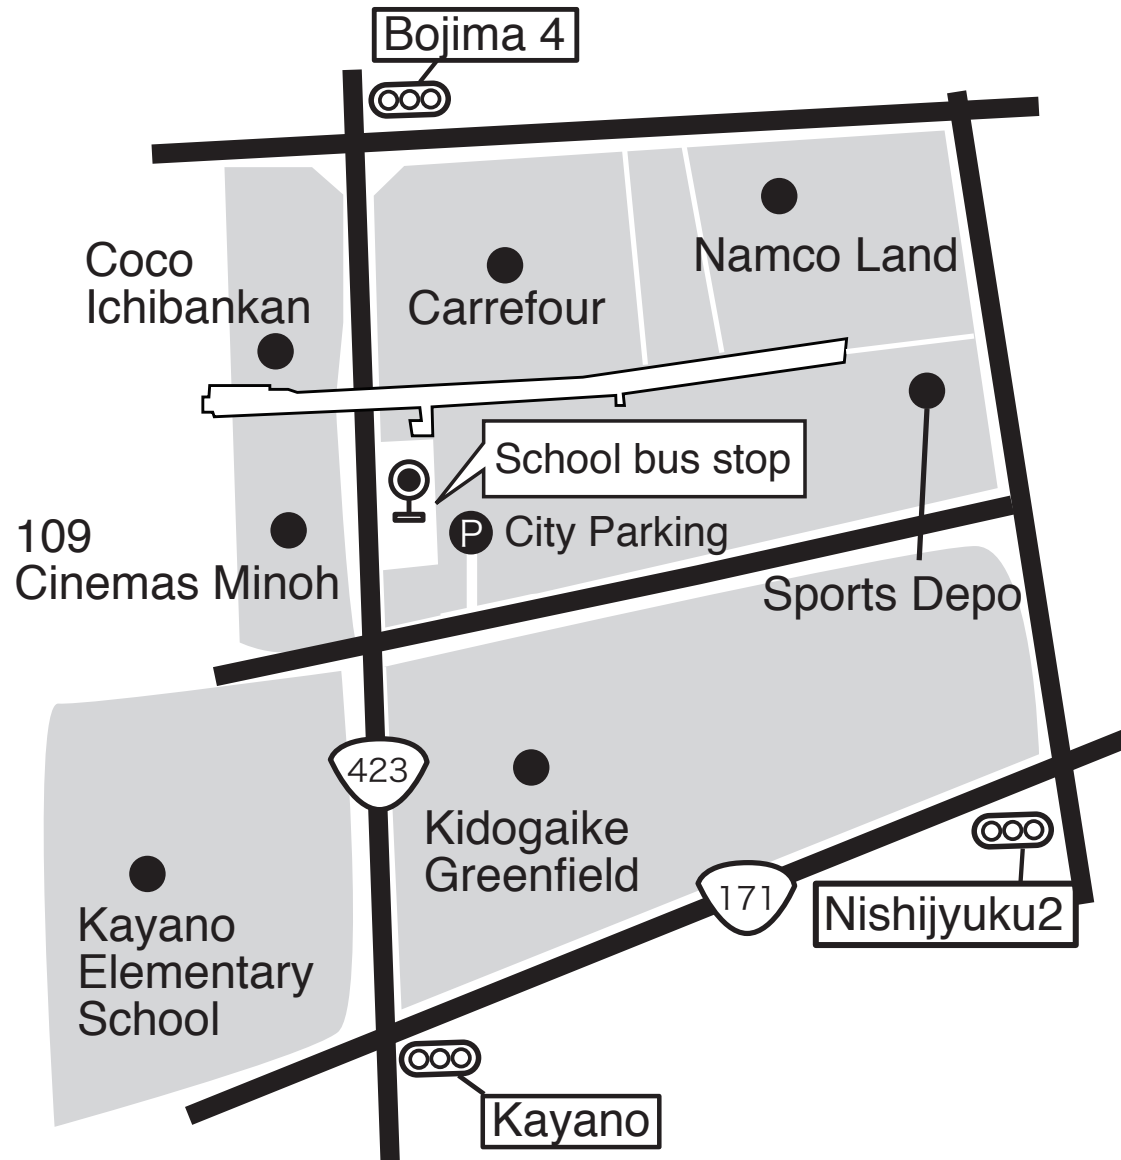 Bojima 4
Coco
Ichibankan
Carrefour
Namco Land
School bus stop
P City Parking
109
Cinemas Minoh
Sports Depo
423
Kidogaike
Greenfield
171
Nishijyuku2
Kayano
Elementary
School
Kayano